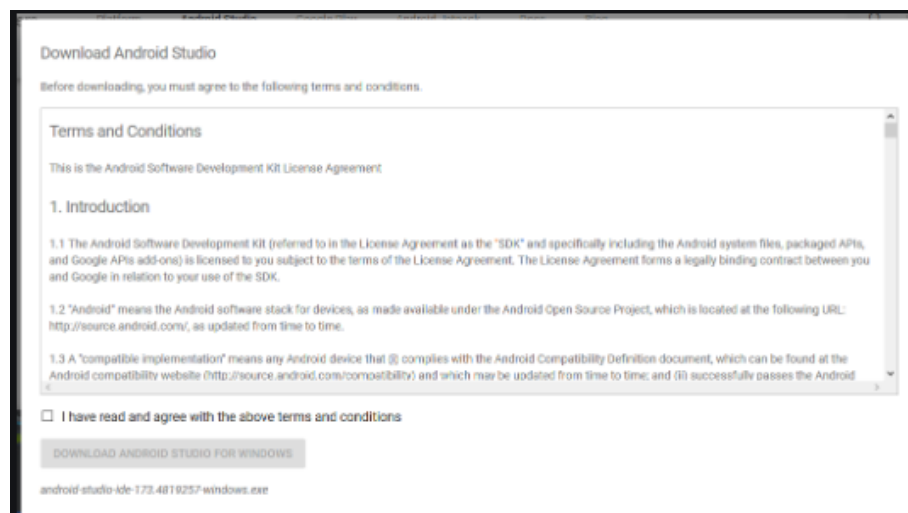 Platform Android Studio Google Play Android Jetpack Docs Blog
Download Android Studio
Before downloading, you must agree to the following terms and conditions.
Terms and Conditions
This is the Android Software Development Kit License Agreement
1. Introduction
1.1 The Android Software Development Kit (referred to in the License Agreement as the "SDK" and specifically including the Android system files, packaged APIs,
and Google APIs add-ons) is licensed to you subject to the terms of the License Agreement. The License Agreement forms a legally binding contract between you
and Google in relation to your use of the SDK.
1.2 "Android" means the Android software stack for devices, as made available under the Android Open Source Project, which is located at the following URL:
http://source.android.com/, as updated from time to time.
1.3 A "compatible implementation" means any Android device that (i) complies with the Android Compatibility Definition document, which can be found at the
Android compatibility website (http://source.android.com/compatibility) and which may be updated from time to time; and (ii) successfully passes the Android
I have read and agree with the above terms and conditions
DOWNLOAD ANDROID STUDIO FOR WINDOWS
android-studio-ide-173.4819257-windows.exe